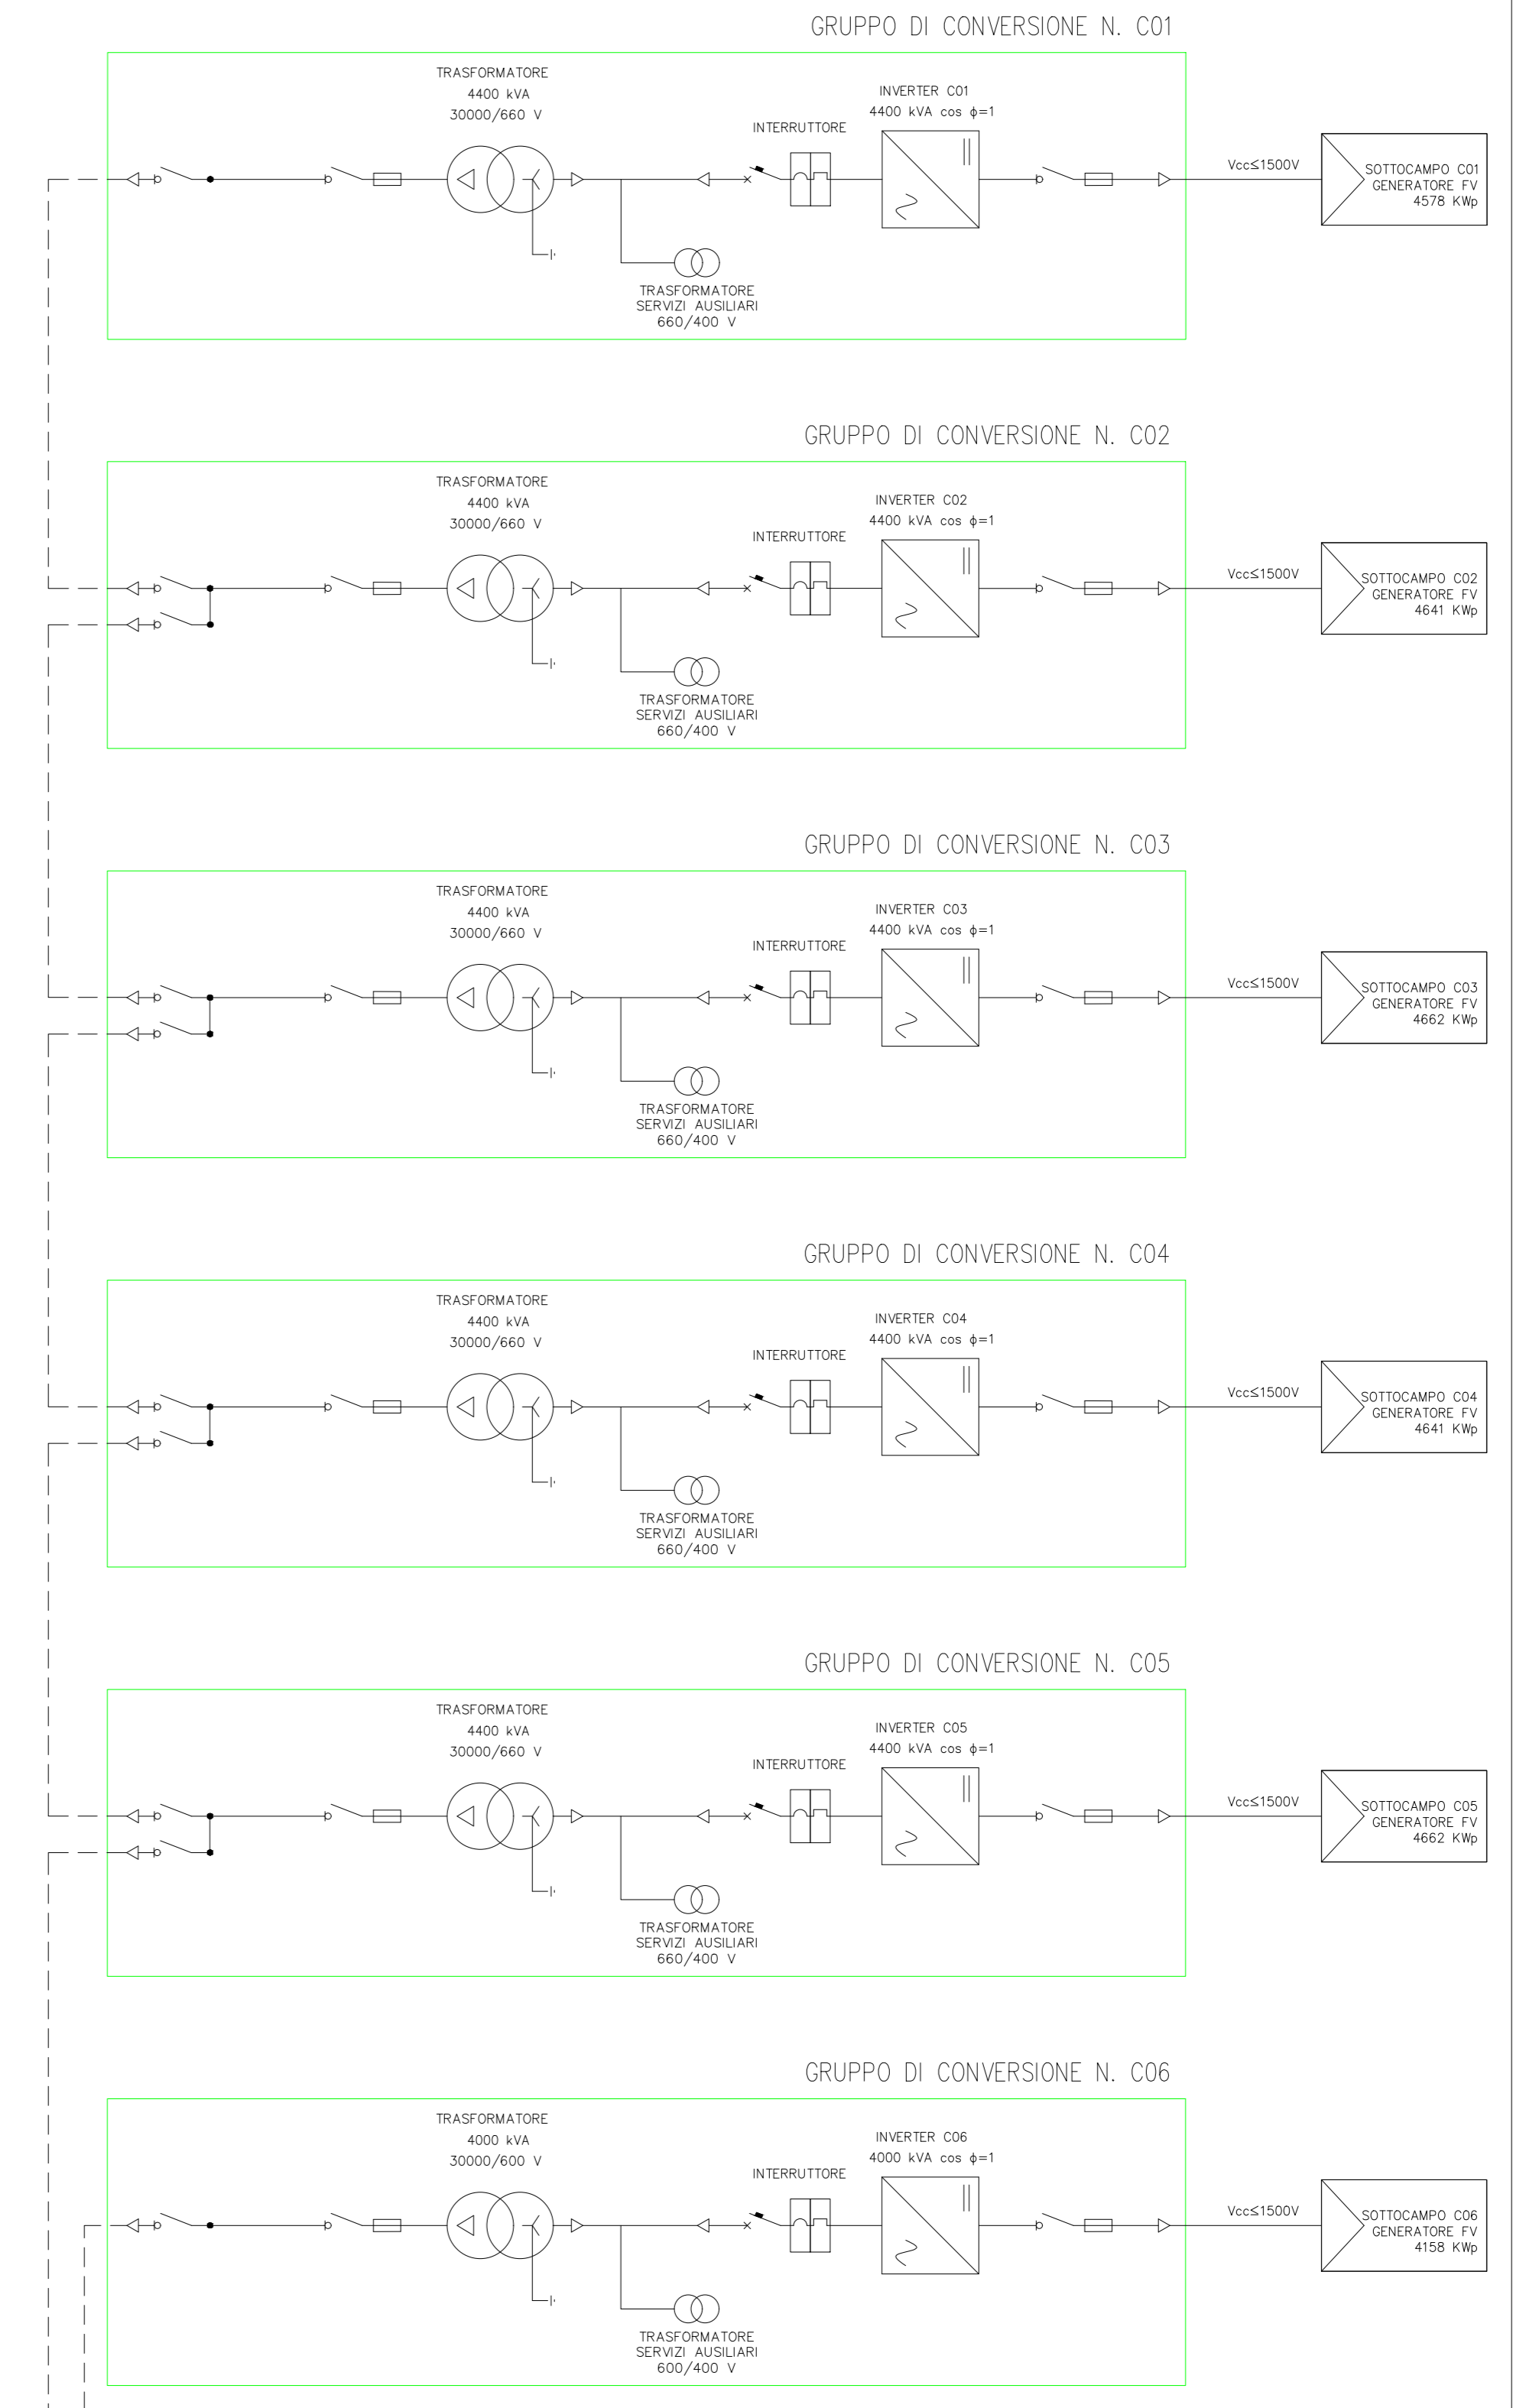 GRUPPO DI CONVERSIONE N. C01
TRASFORMATORE
4400 kVA
30000/660 V
INTERRUTTORE
INVERTER C01
4400 kVA cos ϕ=1
Vcc≤1500V
SOTTOCAMPO C01
GENERATORE FV
4578 KWp
TRASFORMATORE
SERVIZI AUSILIARI
660/400 V
GRUPPO DI CONVERSIONE N. C02
TRASFORMATORE
4400 kVA
30000/660 V
INTERRUTTORE
INVERTER C02
4400 kVA cos ϕ=1
Vcc≤1500V
SOTTOCAMPO C02
GENERATORE FV
4641 KWp
TRASFORMATORE
SERVIZI AUSILIARI
660/400 V
GRUPPO DI CONVERSIONE N. C03
TRASFORMATORE
4400 kVA
30000/660 V
INTERRUTTORE
INVERTER C03
4400 kVA cos ϕ=1
Vcc≤1500V
SOTTOCAMPO C03
GENERATORE FV
4662 KWp
TRASFORMATORE
SERVIZI AUSILIARI
660/400 V
GRUPPO DI CONVERSIONE N. C04
TRASFORMATORE
4400 kVA
30000/660 V
INTERRUTTORE
INVERTER C04
4400 kVA cos ϕ=1
Vcc≤1500V
SOTTOCAMPO C04
GENERATORE FV
4641 KWp
TRASFORMATORE
SERVIZI AUSILIARI
660/400 V
GRUPPO DI CONVERSIONE N. C05
TRASFORMATORE
4400 kVA
30000/660 V
INTERRUTTORE
INVERTER C05
4400 kVA cos ϕ=1
Vcc≤1500V
SOTTOCAMPO C05
GENERATORE FV
4662 KWp
TRASFORMATORE
SERVIZI AUSILIARI
660/400 V
GRUPPO DI CONVERSIONE N. C06
TRASFORMATORE
4000 kVA
30000/600 V
INTERRUTTORE
INVERTER C06
4000 kVA cos ϕ=1
Vcc≤1500V
SOTTOCAMPO C06
GENERATORE FV
4158 KWp
TRASFORMATORE
SERVIZI AUSILIARI
600/400 V